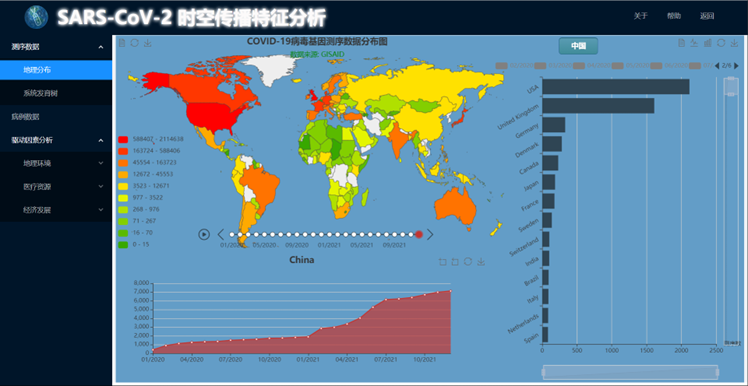 SARS-CoV-2 时空传播特征分析
关于
帮助
返回
测序数据
地理分布
系统发育树
病例数据
驱动因素分析
地理环境
医疗资源
经济发展
COVID-19病毒基因测序数据分布图
数据来源: GISAID
588407 - 2114638
163724 - 588406
45554 - 163723
12672 - 45553
3523 - 12671
977 - 3522
268 - 976
71 - 267
16 - 70
0 - 15
01/2020
05/2020
09/2020
01/2021
05/2021
09/2021
China
8,000
7,000
6,000
5,000
4,000
3,000
2,000
1,000
0
01/2020
04/2020
07/2020
10/2020
01/2021
04/2021
07/2021
10/2021
中国
2/6
USA
United Kingdom
Germany
Denmark
Canada
Japan
France
Sweden
Switzerland
India
Brazil
Italy
Netherlands
Spain
0
500
1000
1500
2000
2500